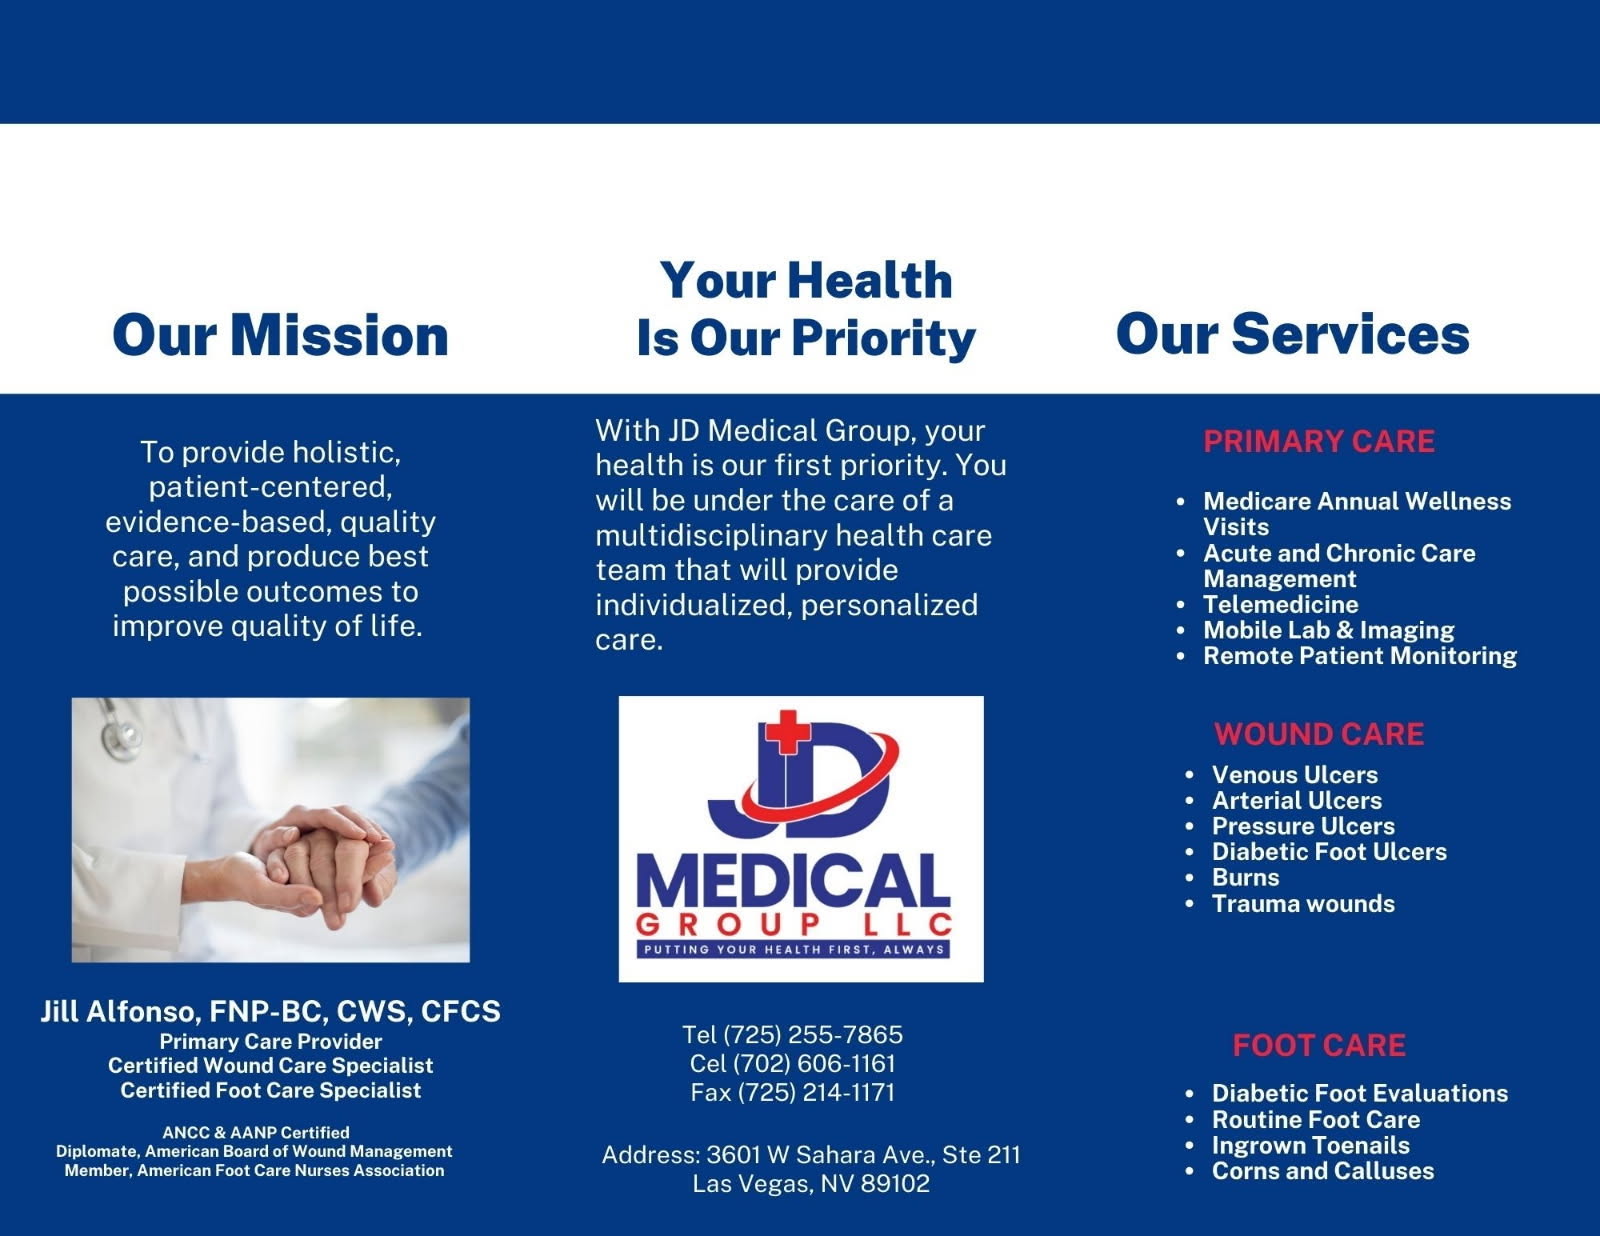 Our Mission
To provide holistic,
patient-centered,
evidence-based, quality
care, and produce best
possible outcomes to
improve quality of life.
Jill Alfonso, FNP-BC, CWS, CFCS
Primary Care Provider
Certified Wound Care Specialist
Certified Foot Care Specialist
ANCC & AANP Certified
Diplomate, American Board of Wound Management
Member, American Foot Care Nurses Association
Your Health
Is Our Priority
With JD Medical Group, your
health is our first priority. You
will be under the care of a
multidisciplinary health care
team that will provide
individualized, personalized
care.
JD
MEDICAL
GROUP LLC
PUTTING YOUR HEALTH FIRST, ALWAYS
Tel (725) 255-7865
Cel (702) 606-1161
Fax (725) 214-1171
Address: 3601 W Sahara Ave., Ste 211
Las Vegas, NV 89102
Our Services
PRIMARY CARE
• Medicare Annual Wellness
Visits
• Acute and Chronic Care
Management
• Telemedicine
• Mobile Lab & Imaging
• Remote Patient Monitoring
WOUND CARE
• Venous Ulcers
• Arterial Ulcers
• Pressure Ulcers
• Diabetic Foot Ulcers
• Burns
• Trauma wounds
FOOT CARE
• Diabetic Foot Evaluations
• Routine Foot Care
• Ingrown Toenails
• Corns and Calluses